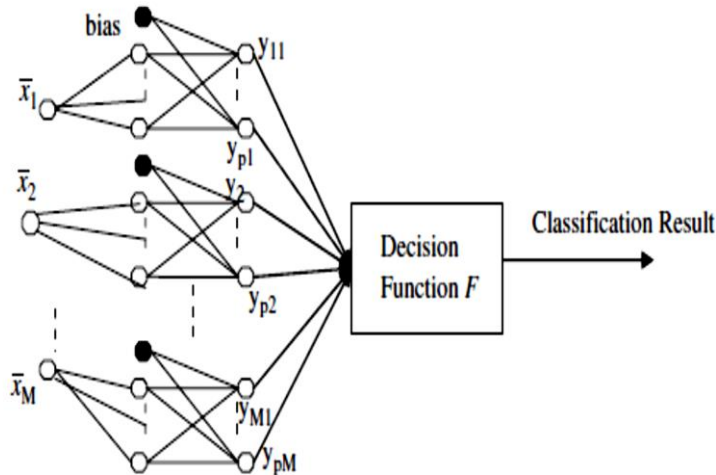 bias
y11
x̅1
yp1
x̅2
y2
Decision
Function F
Classification Result
yp2
x̅M
yM1
ypM